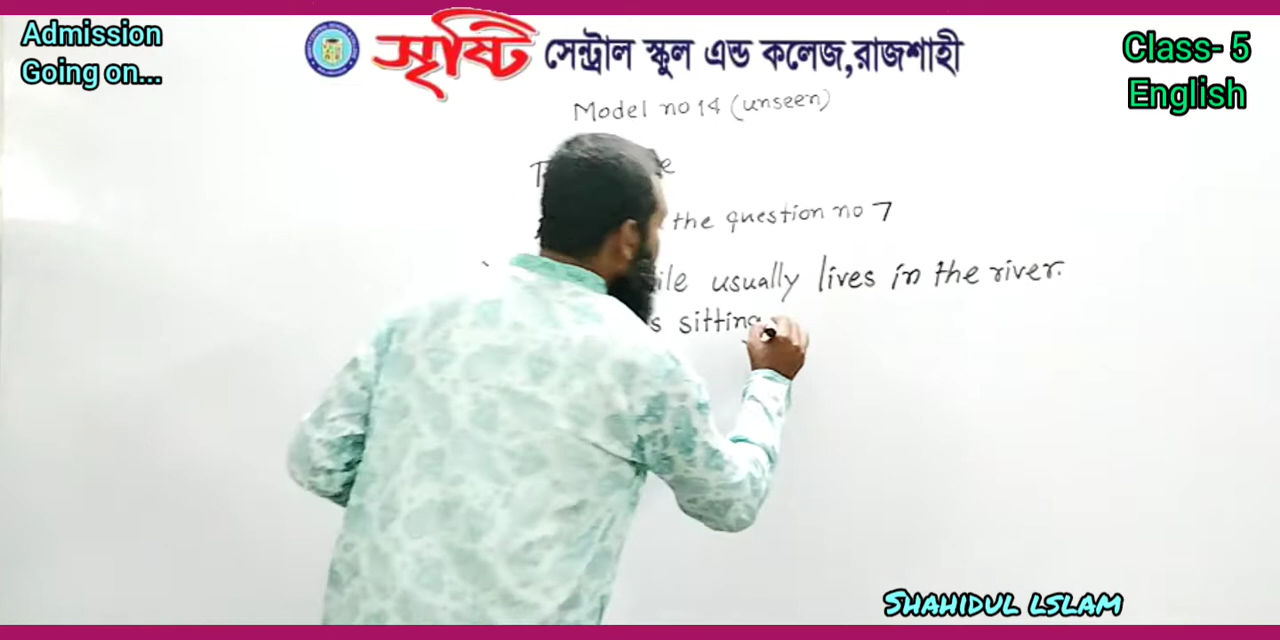 Admission
Going on...
সৃষ্টি সেন্ট্রাল স্কুল এন্ড কলেজ,রাজশাহী
Class- 5
English
Model no 14 (unseen)
the question no 7
usually lives in the river.
sitting
SHAHIDUL lSLAM